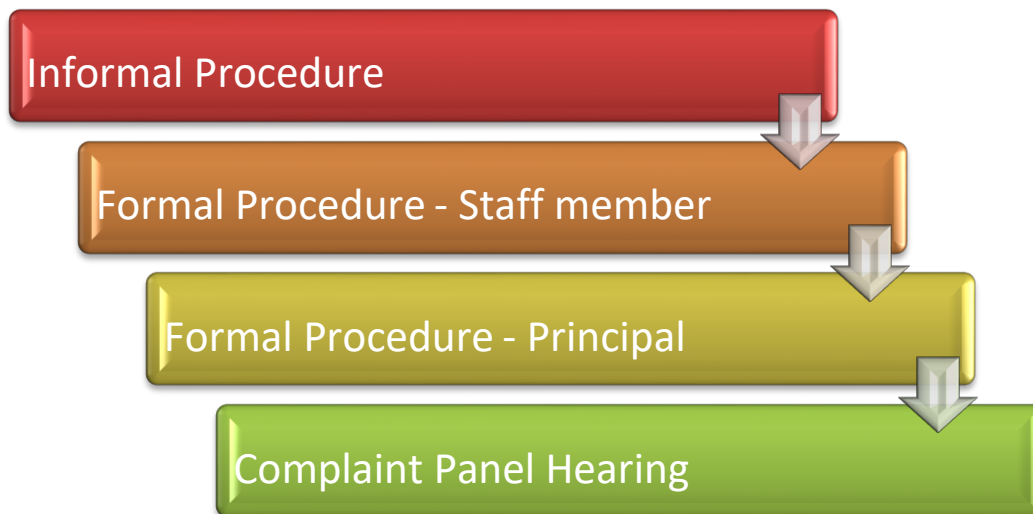 Informal Procedure
Formal Procedure - Staff member
Formal Procedure - Principal
Complaint Panel Hearing